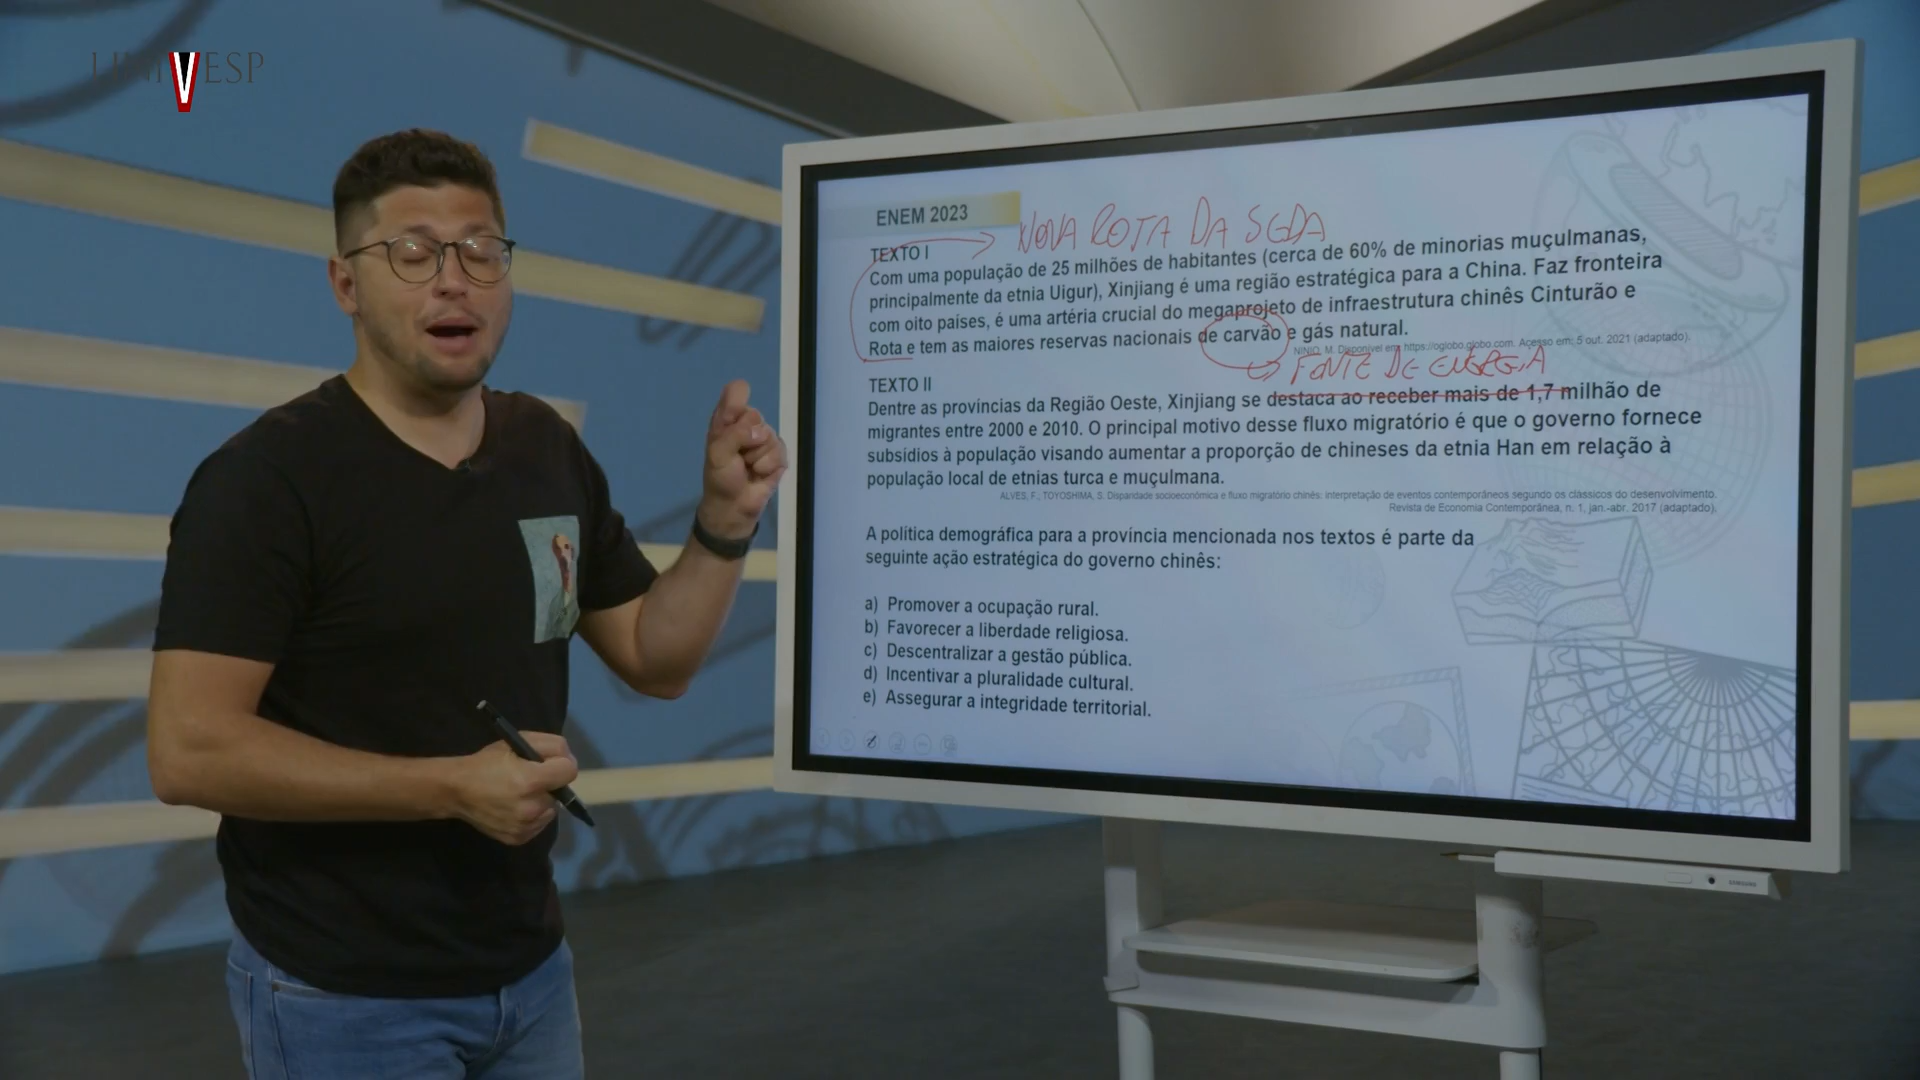 UNIVESP
ENEM 2023
NOVA ROTA DA SEDA
TEXTO I
Com uma população de 25 milhões de habitantes (cerca de 60% de minorias muçulmanas,
principalmente da etnia Uigur), Xinjiang é uma região estratégica para a China. Faz fronteira
com oito países, é uma artéria crucial do megaprojeto de infraestrutura chinês Cinturão e
Rota e tem as maiores reservas nacionais de carvão e gás natural.
NINIO, M. Disponível em: https://oglobo.globo.com. Acesso em: 5 out. 2021 (adaptado).
FONTE DE ENERGIA
TEXTO II
Dentre as províncias da Região Oeste, Xinjiang se destaca ao receber mais de 1,7 milhão de
migrantes entre 2000 e 2010. O principal motivo desse fluxo migratório é que o governo fornece
subsídios à população visando aumentar a proporção de chineses da etnia Han em relação à
população local de etnias turca e muçulmana.
ALVES, F.; TOYOSHIMA, S. Disparidade socioeconômica e fluxo migratório chinês: interpretação de eventos contemporâneos segundo os clássicos do desenvolvimento.
Revista de Economia Contemporânea, n. 1, jan.-abr. 2017 (adaptado).
A política demográfica para a província mencionada nos textos é parte da
seguinte ação estratégica do governo chinês:
a) Promover a ocupação rural.
b) Favorecer a liberdade religiosa.
c) Descentralizar a gestão pública.
d) Incentivar a pluralidade cultural.
e) Assegurar a integridade territorial.
SAMSUNG